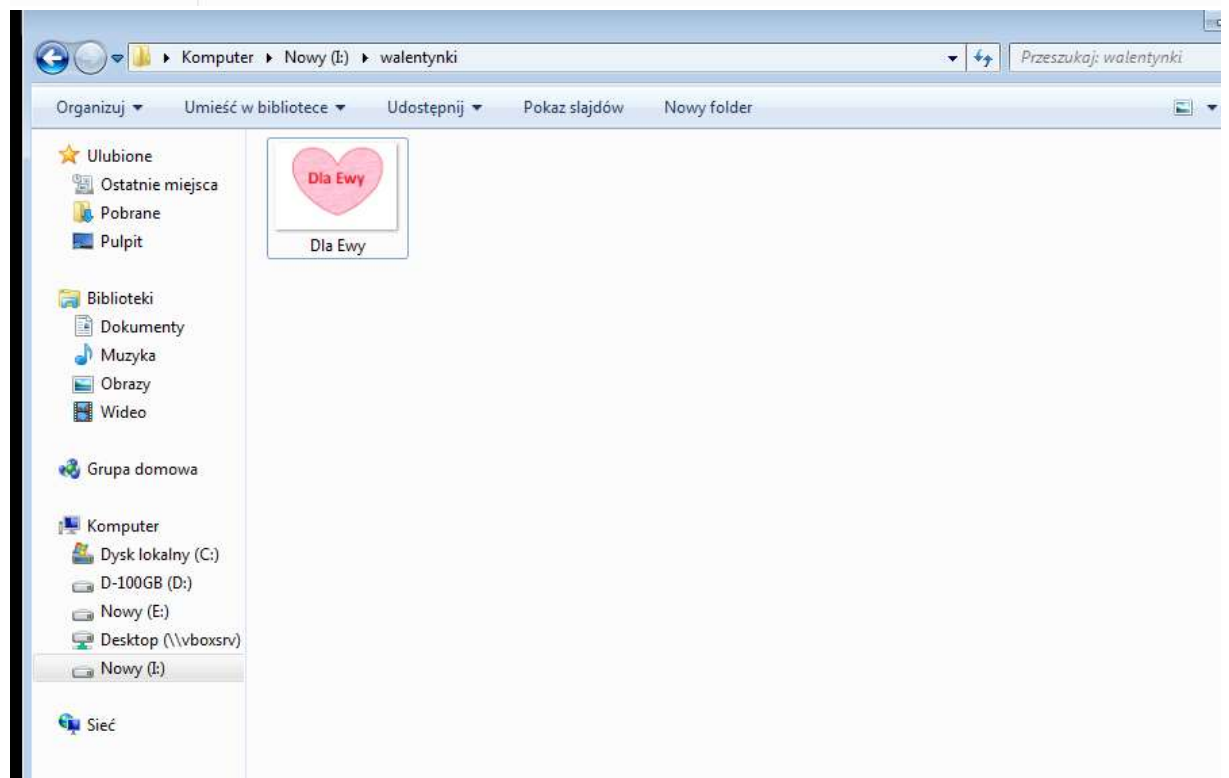 Komputer Nowy (I:) walentynki
Przeszukaj: walentynki
Organizuj Umieść w bibliotece Udostępnij Pokaz slajdów Nowy folder
Ulubione
Ostatnie miejsca
Pobrane
Pulpit
Biblioteki
Dokumenty
Muzyka
Obrazy
Wideo
Grupa domowa
Komputer
Dysk lokalny (C:)
D-100GB (D:)
Nowy (E:)
Desktop (\\vboxsrv)
Nowy (I:)
Sieć
Dla Ewy
Dla Ewy